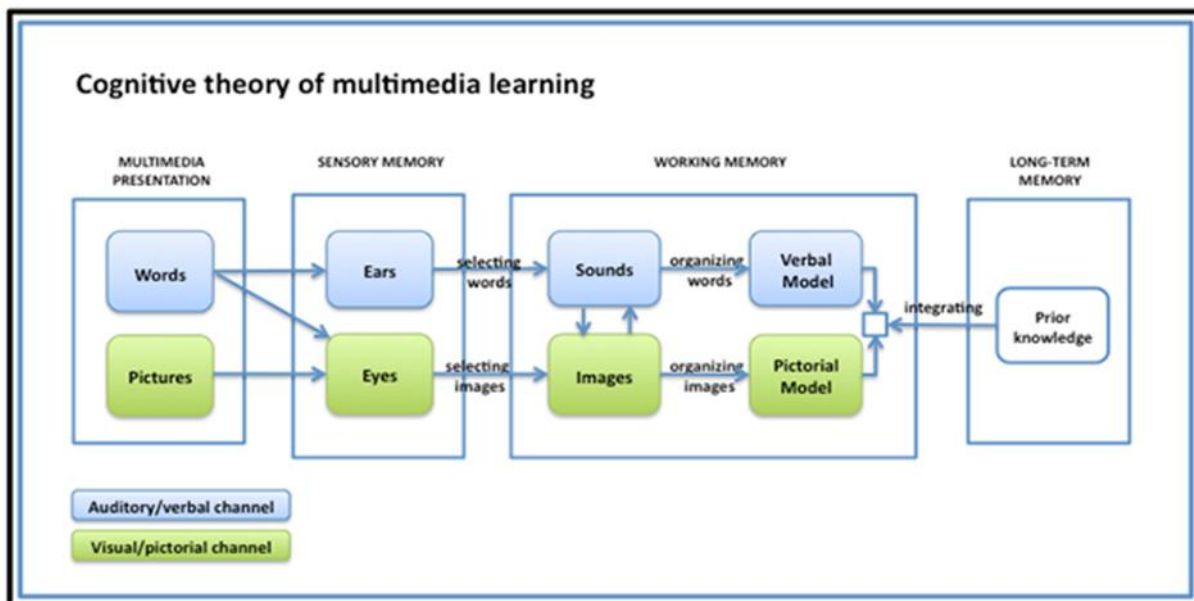 Cognitive theory of multimedia learning
MULTIMEDIA
PRESENTATION
SENSORY MEMORY
WORKING MEMORY
LONG-TERM
MEMORY
Words
Ears
selecting
words
Sounds
organizing
words
Verbal
Model
integrating
Prior
knowledge
Pictures
Eyes
selecting
images
Images
organizing
images
Pictorial
Model
Auditory/verbal channel
Visual/pictorial channel